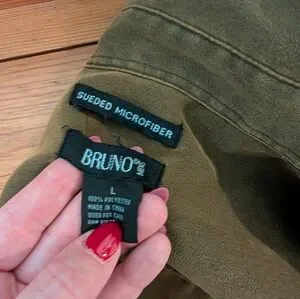 SUEDED MICROFIBER
BRUNO
L
100% POLYESTER
MADE IN CHINA